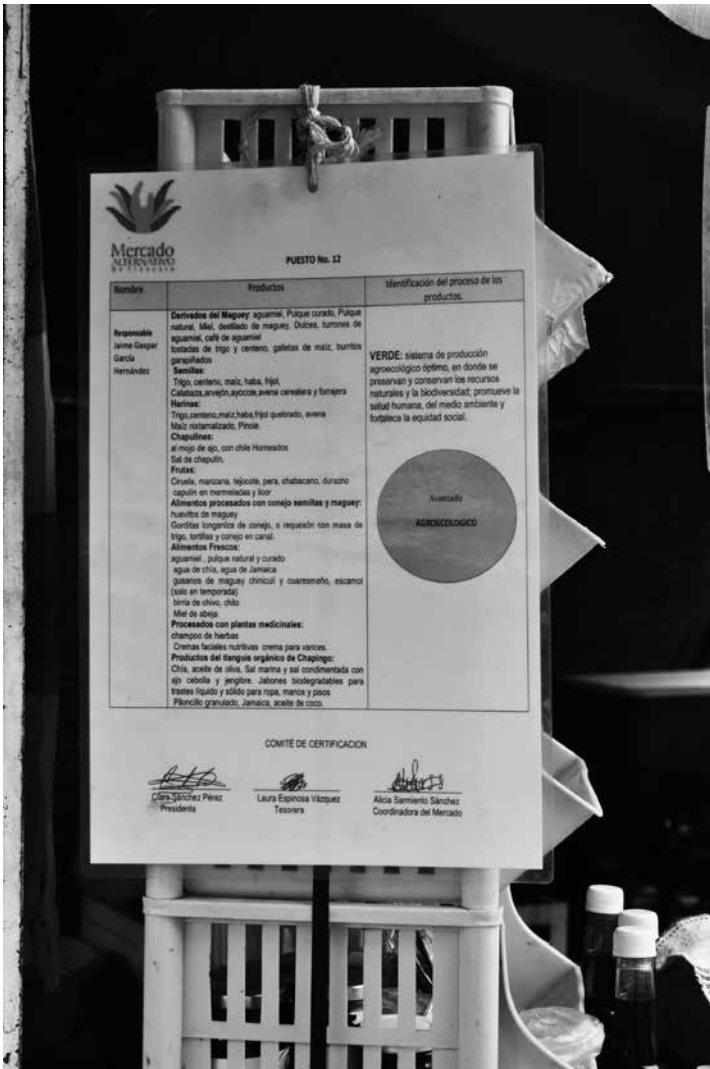 Mercado
ALTERNATIVO
De Tlaxcala
PUESTO No. 12
Nombre
Productos
Identificación del proceso de los
productos.
Responsable
Jaime Gaspar
García
Hernández
Derivados del Maguey: aguamiel, Pulque curado, Pulque
natural, Miel, destilado de maguey, Dulces, turrones de
aguamiel, café de aguamiel
tostadas de trigo y centeno, galletas de maíz, burritos
garapiñados
Semillas:
Trigo, centeno, maíz, haba, frijol,
Calabaza,arvejón,ayocote,avena cerealera y forrajera
Harinas:
Trigo,centeno,maíz,haba,frijol quebrado, avena
Maíz nixtamalizado, Pinole.
Chapulines:
al mojo de ajo, con chile Horneados
Sal de chapulín.
Frutas:
Ciruela, manzana, tejocote, pera, chabacano, durazno
capulín en mermeladas y licor
Alimentos procesados con conejo semillas y maguey:
huevitos de maguey
Gorditas longaniza de conejo, o requesón con masa de
trigo, tortillas y conejo en canal.
Alimentos Frescos:
aguamiel , pulque natural y curado
agua de chía, agua de Jamaica
gusanos de maguey chinicuil y cuaresmeño, escamol
(solo en temporada)
birria de chivo, chito
Miel de abeja.
Procesados con plantas medicinales:
champoo de hierbas
Cremas faciales nutritivas crema para varices.
Productos del tianguis orgánico de Chapingo:
Chía, aceite de oliva, Sal marina y sal condimentada con
ajo cebolla y jengibre. Jabones biodegradables para
trastes líquido y sólido para ropa, manos y pisos
Piloncillo granulado, Jamaica, aceite de coco.
VERDE: sistema de producción
agroecológico óptimo, en donde se
preservan y conservan los recursos
naturales y la biodiversidad; promueve la
salud humana, del medio ambiente y
fortalece la equidad social.
Avanzado
AGROECOLOGICO
COMITÉ DE CERTIFICACION
Clara Sánchez Pérez
Presidenta
Laura Espinosa Vázquez
Tesorera
Alicia Sarmiento Sánchez
Coordinadora del Mercado